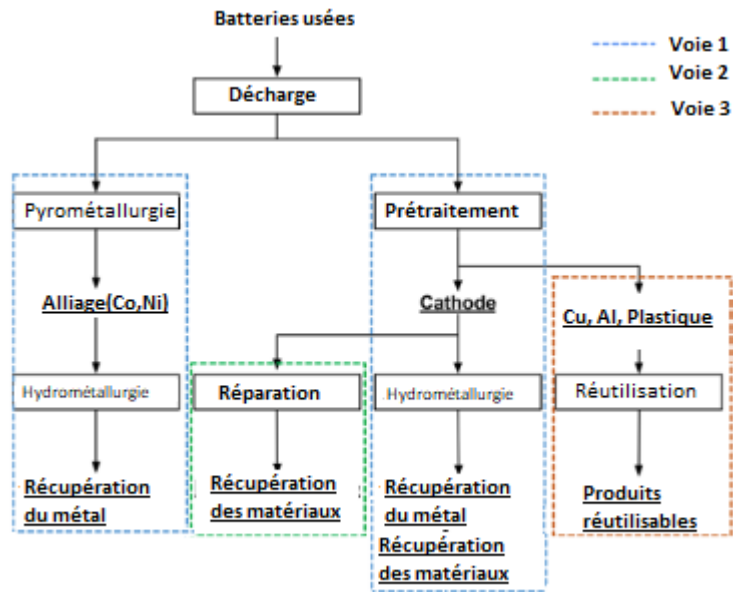 Batteries usées
Voie 1
Voie 2
Voie 3
Décharge
Pyrométallurgie
Prétraitement
Alliage(Co,Ni)
Cathode
Cu, Al, Plastique
Hydrométallurgie
Réparation
Hydrométallurgie
Réutilisation
Récupération
du métal
Récupération
des matériaux
Récupération
du métal
Récupération
des matériaux
Produits
réutilisables